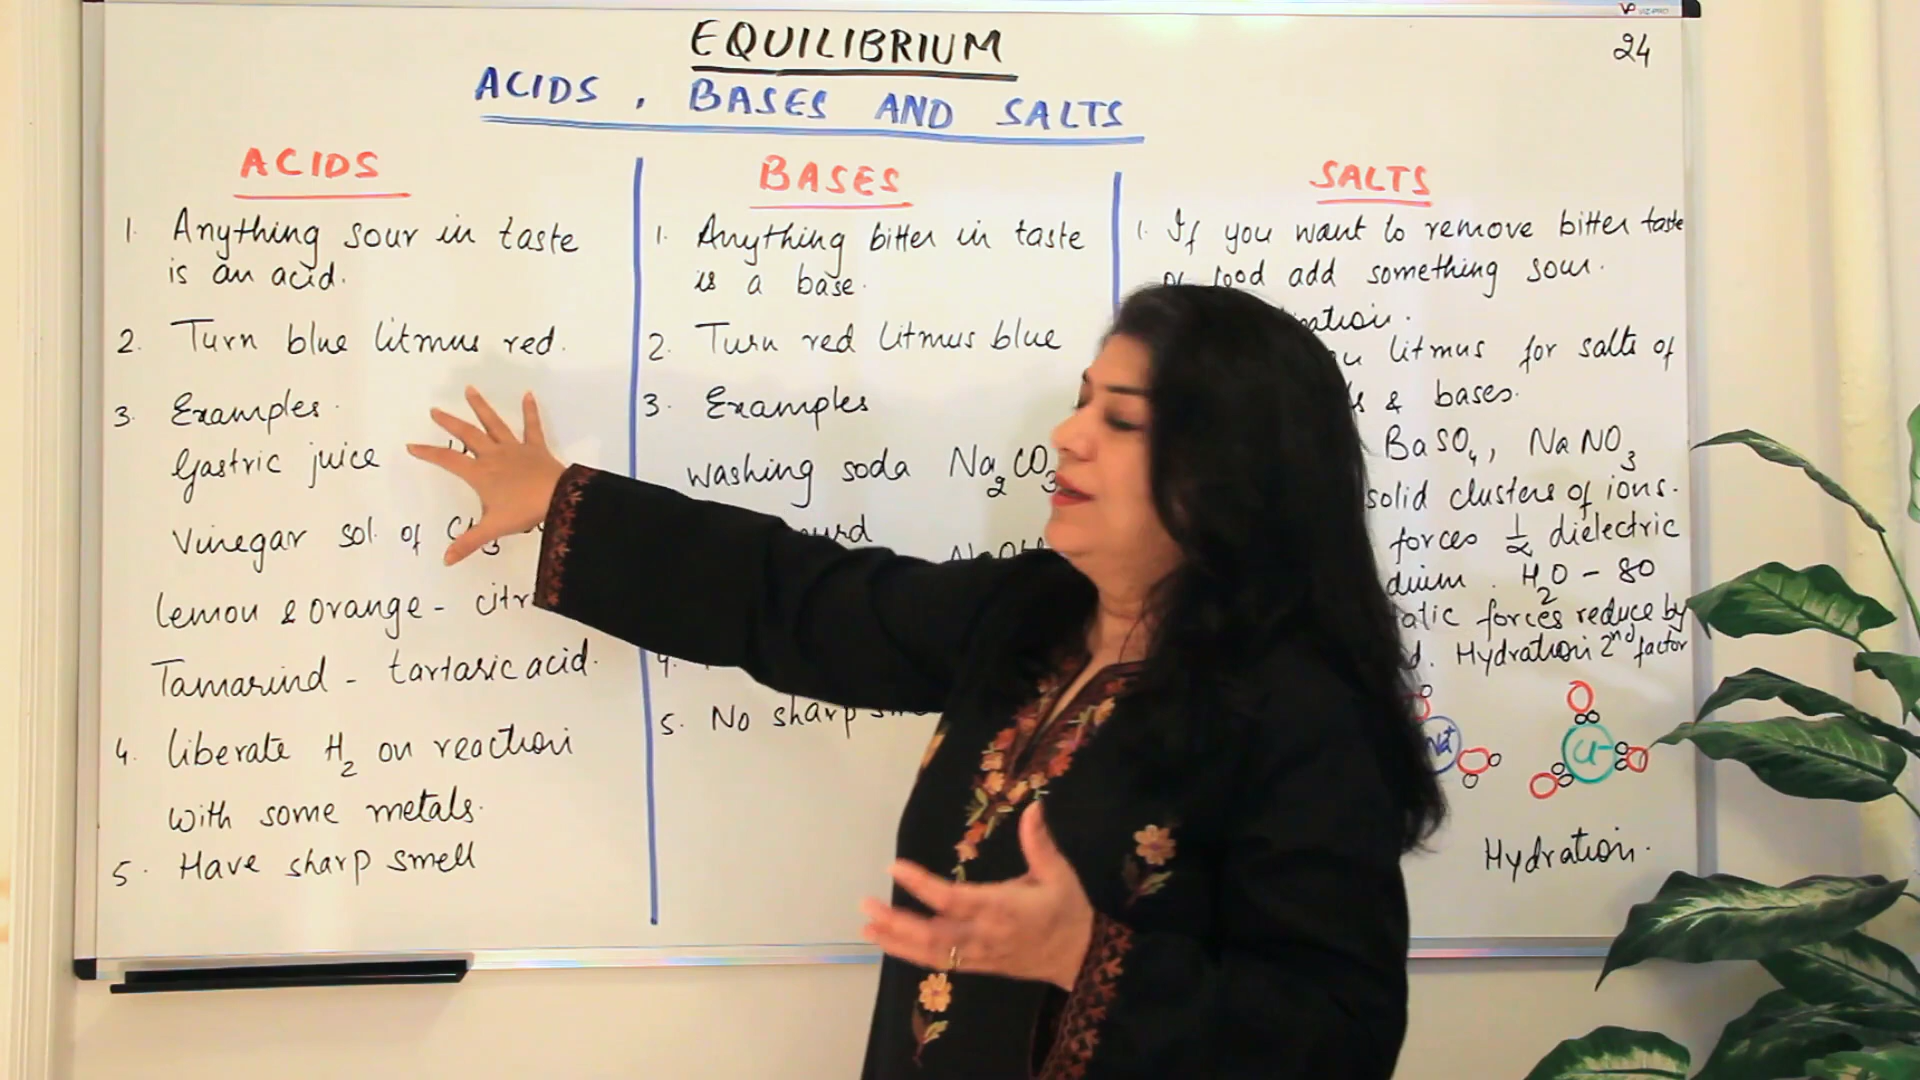 VIZ-PRO
EQUILIBRIUM
24
ACIDS, BASES AND SALTS
ACIDS
1. Anything sour in taste
is an acid.
2. Turn blue litmus red.
3. Examples.
Gastric juice
Vinegar sol. of
Lemon & orange -
Tamarind - tartaric acid.
4. liberate H2 on reaction
with some metals.
5. Have sharp smell
BASES
1. Anything bitter in taste
is a base.
2. Turn red litmus blue
3. Examples
Washing soda Na2CO3
4.
5. No sharp
SALTS
1. If you want to remove bitter taste
food add something sour.
litmus for salts of
& bases.
BaSO4, NaNO3
solid clusters of ions.
forces 1/α dielectric
H2O - 80
forces reduce by
Hydration 2nd factor
Na+
Cl-
Hydration.